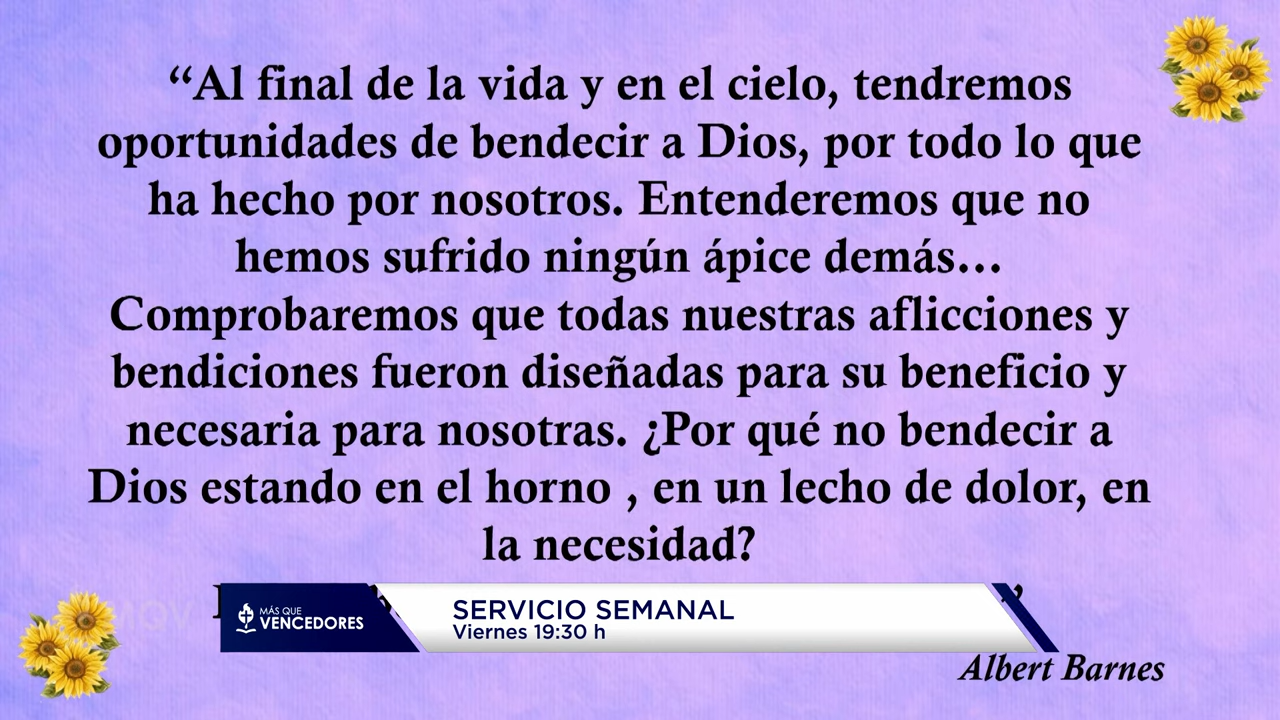 “Al final de la vida y en el cielo, tendremos
oportunidades de bendecir a Dios, por todo lo que
ha hecho por nosotros. Entenderemos que no
hemos sufrido ningún ápice demás…
Comprobaremos que todas nuestras aflicciones y
bendiciones fueron diseñadas para su beneficio y
necesaria para nosotras. ¿Por qué no bendecir a
Dios estando en el horno , en un lecho de dolor, en
la necesidad?
MQV
MÁS QUE
VENCEDORES
SERVICIO SEMANAL
Viernes 19:30 h
Albert Barnes